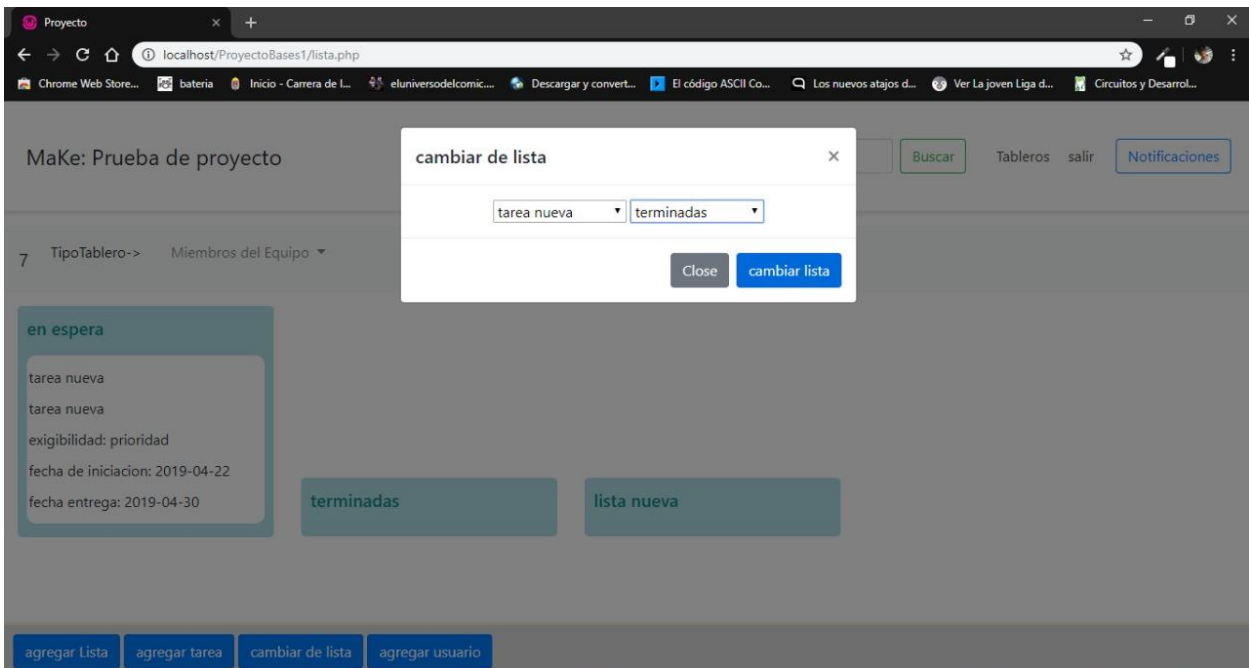 Proyecto
localhost/ProyectoBases1/lista.php
Chrome Web Store... bateria Inicio - Carrera de I... eluniversodelcomic.... Descargar y convert... El código ASCII Co... Los nuevos atajos d... Ver La joven Liga d... Circuitos y Desarrol...
MaKe: Prueba de proyecto
Buscar Tableros salir Notificaciones
cambiar de lista
tarea nueva terminadas
Close cambiar lista
7 TipoTablero-> Miembros del Equipo
en espera
tarea nueva
tarea nueva
exigibilidad: prioridad
fecha de iniciacion: 2019-04-22
fecha entrega: 2019-04-30
terminadas
lista nueva
agregar Lista agregar tarea cambiar de lista agregar usuario